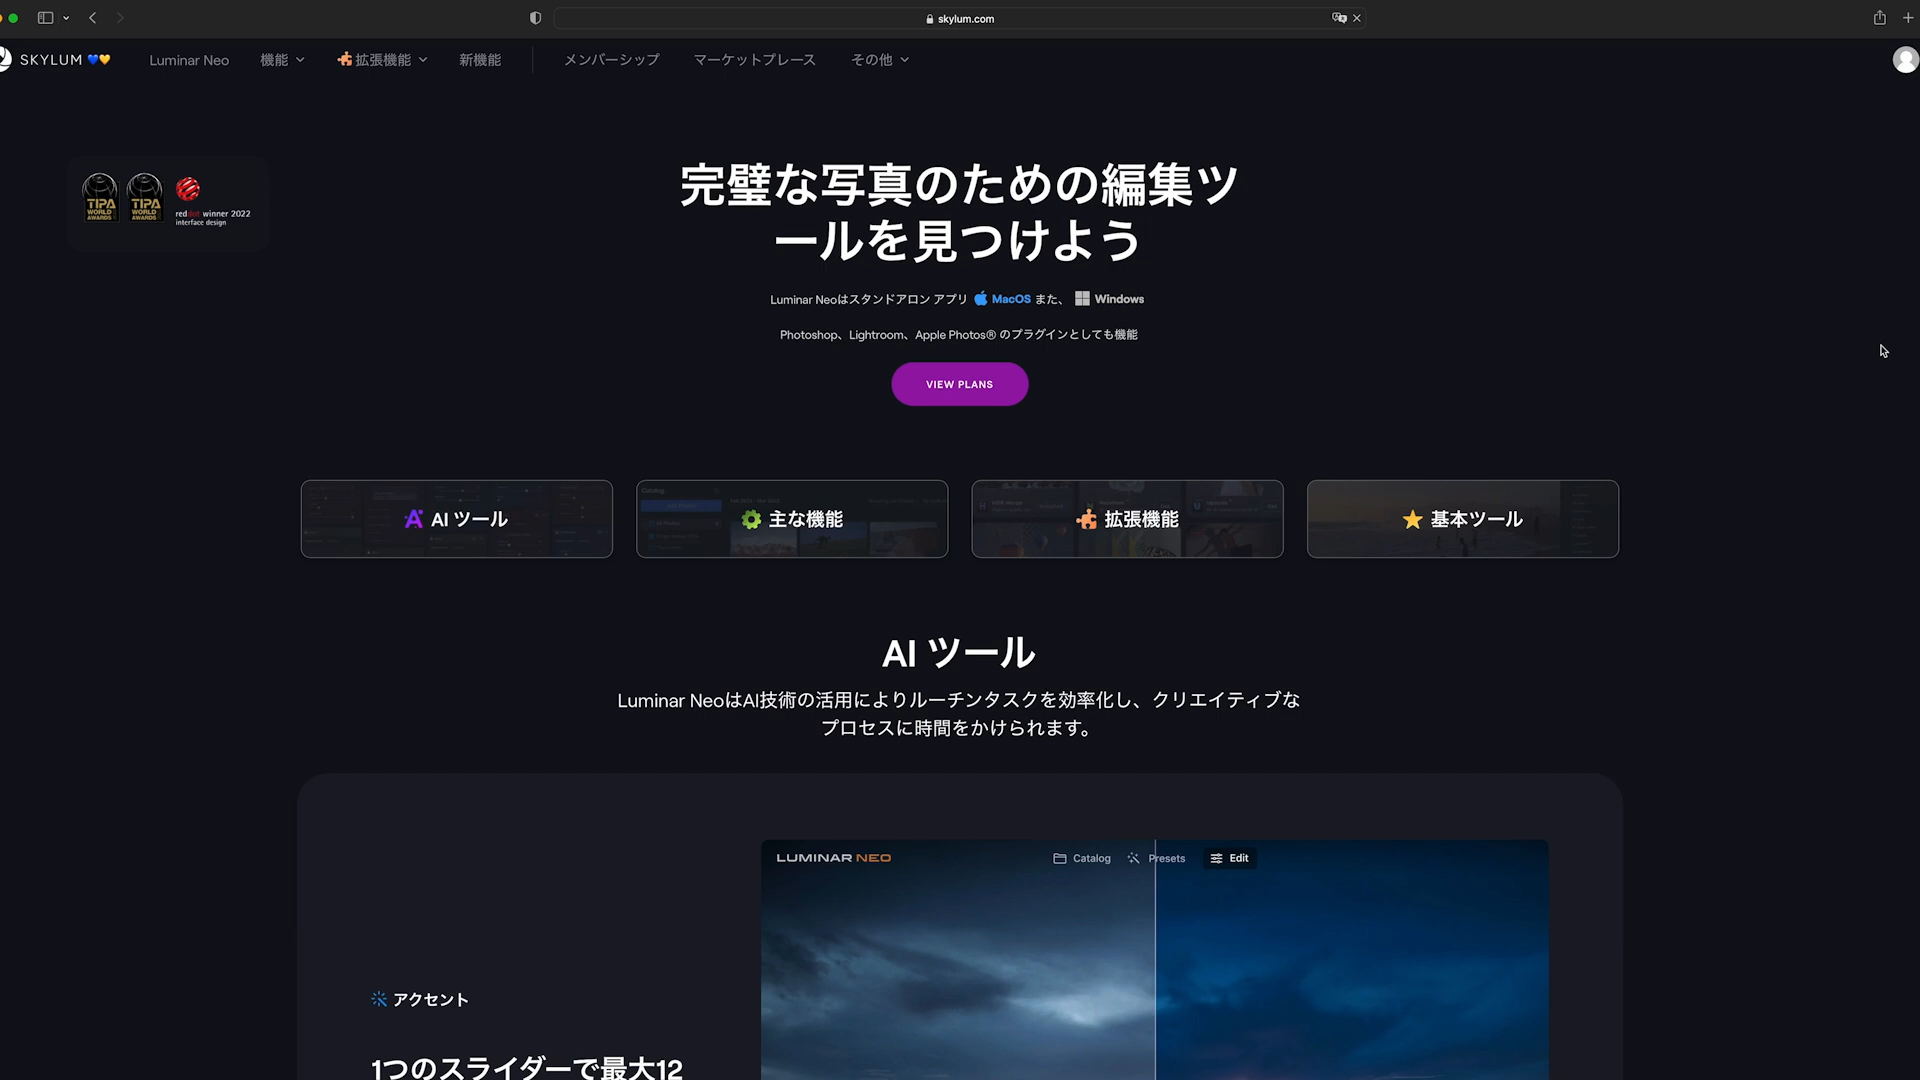 skylum.com
SKYLUM
Luminar Neo
機能
拡張機能
新機能
メンバーシップ
マーケットプレース
その他
TIPA WORLD AWARDS
TIPA WORLD AWARDS
reddot winner 2022
interface design
完璧な写真のための編集ツ
ールを見つけよう
Luminar Neoはスタンドアロン アプリ MacOS また、 Windows
Photoshop、Lightroom、Apple Photos® のプラグインとしても機能
VIEW PLANS
AI ツール
主な機能
拡張機能
基本ツール
AI ツール
Luminar NeoはAI技術の活用によりルーチンタスクを効率化し、クリエイティブな
プロセスに時間をかけられます。
LUMINAR NEO
Catalog
Presets
Edit
アクセント
1つのスライダーで最大12